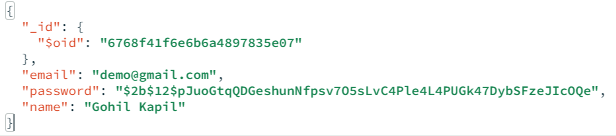 {
"_id": {
"$oid": "6768f41f6e6b6a4897835e07"
},
"email": "demo@gmail.com",
"password": "$2b$12$pJuoGtqQDGeshunNfpsv7O5sLvC4Ple4L4PUGk47DybSFzeJIcOQe",
"name": "Gohil Kapil"
}